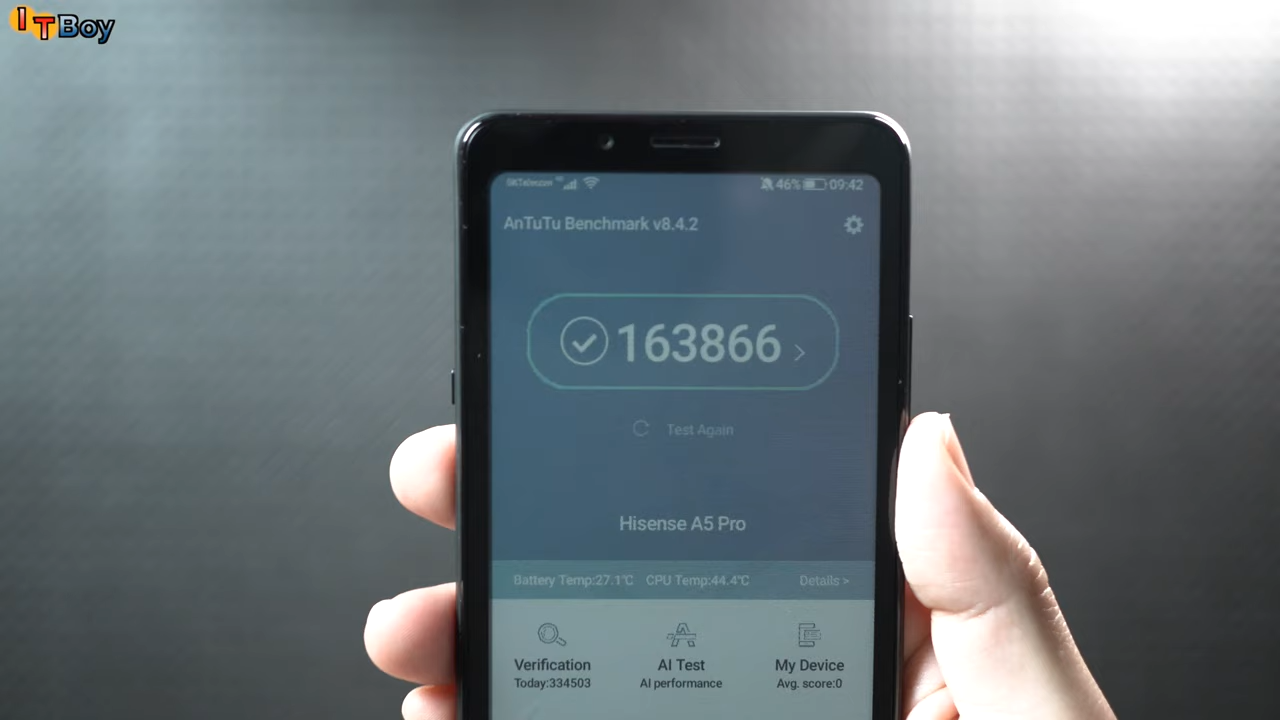 ITBoy
SKTelecom 46% 09:42
AnTuTu Benchmark v8.4.2
163866 >
Test Again
Hisense A5 Pro
Battery Temp:27.1°C CPU Temp:44.4°C Details >
Verification AI Test My Device
Today:334503 AI performance Avg. score:0